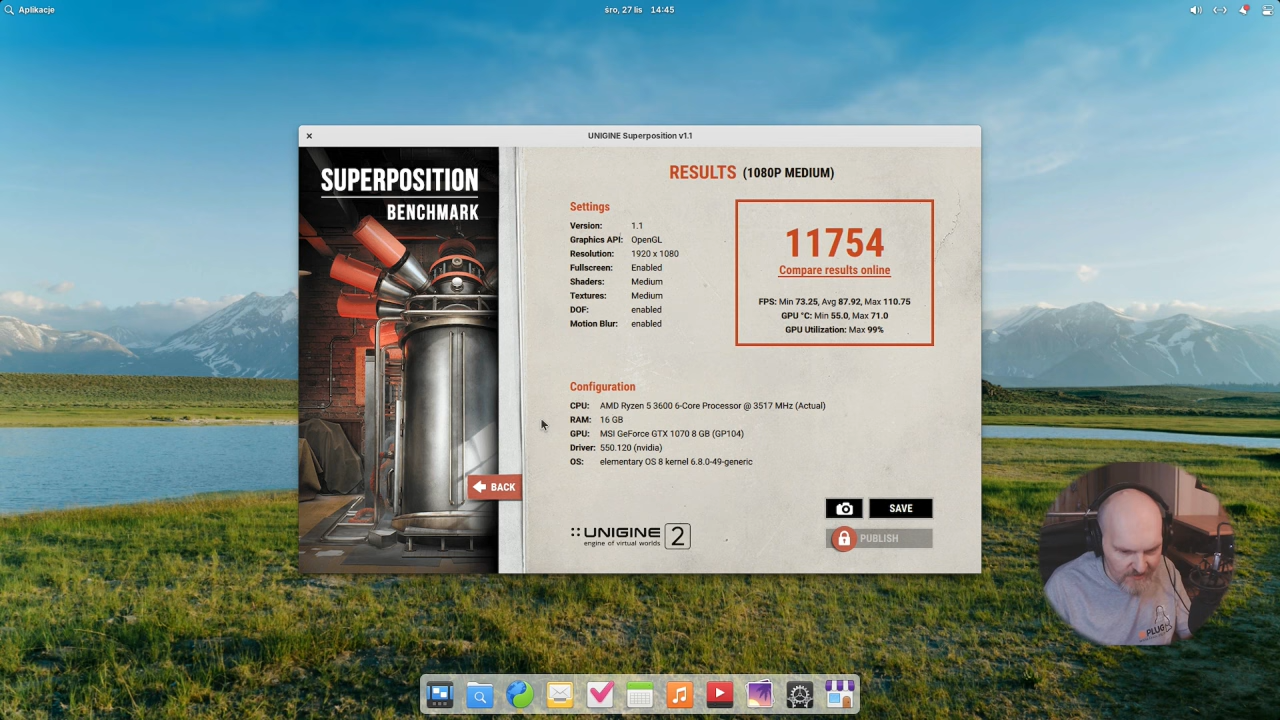 Aplikacje
śro, 27 lis 14:45
UNIGINE Superposition v1.1
SUPERPOSITION
BENCHMARK
RESULTS (1080P MEDIUM)
Settings
Version: 1.1
Graphics API: OpenGL
Resolution: 1920 x 1080
Fullscreen: Enabled
Shaders: Medium
Textures: Medium
DOF: enabled
Motion Blur: enabled
11754
Compare results online
FPS: Min 73.25, Avg 87.92, Max 110.75
GPU °C: Min 55.0, Max 71.0
GPU Utilization: Max 99%
Configuration
CPU: AMD Ryzen 5 3600 6-Core Processor @ 3517 MHz (Actual)
RAM: 16 GB
GPU: MSI GeForce GTX 1070 8 GB (GP104)
Driver: 550.120 (nvidia)
OS: elementary OS 8 kernel 6.8.0-49-generic
BACK
SAVE
PUBLISH
UNIGINE 2
engine of virtual worlds
PLUG